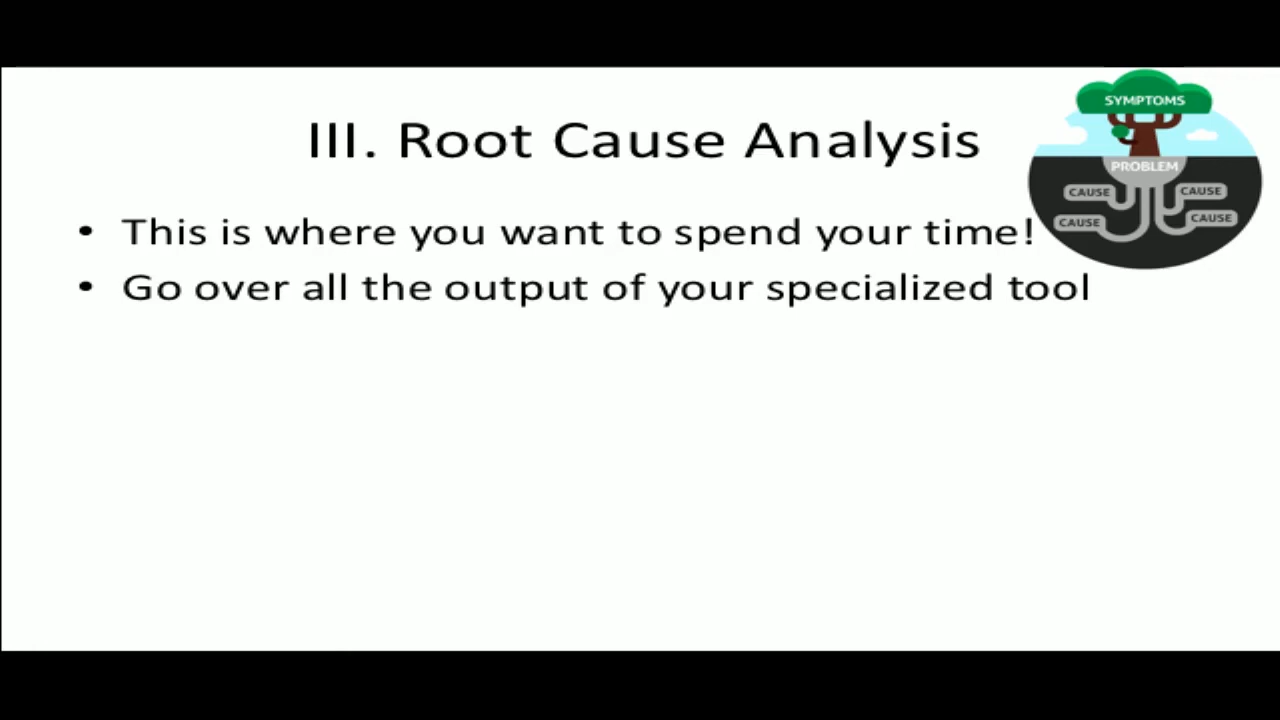 III. Root Cause Analysis
• This is where you want to spend your time!
• Go over all the output of your specialized tool
SYMPTOMS
PROBLEM
CAUSE
CAUSE
CAUSE
CAUSE